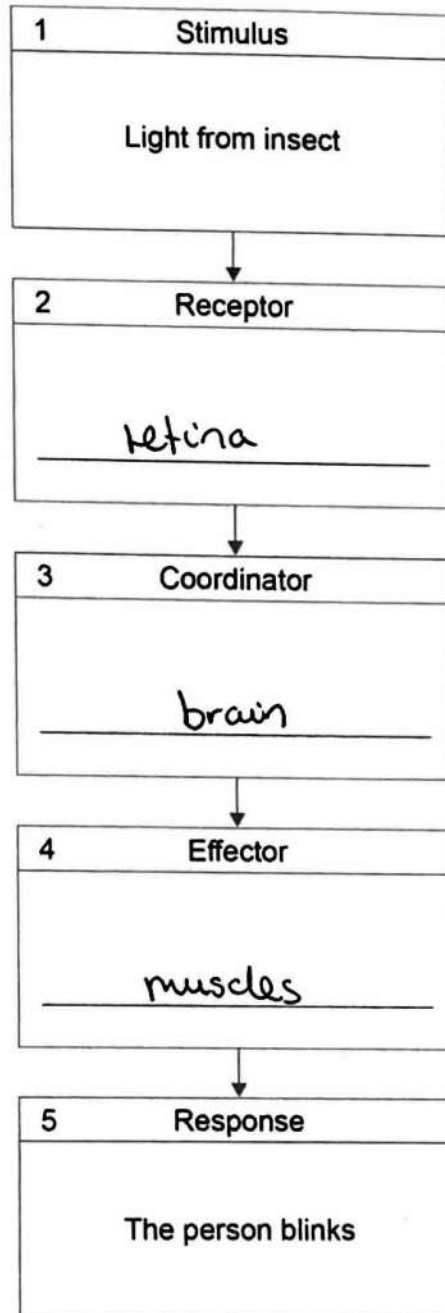 1 Stimulus
Light from insect
2 Receptor
retina
3 Coordinator
brain
4 Effector
muscles
5 Response
The person blinks